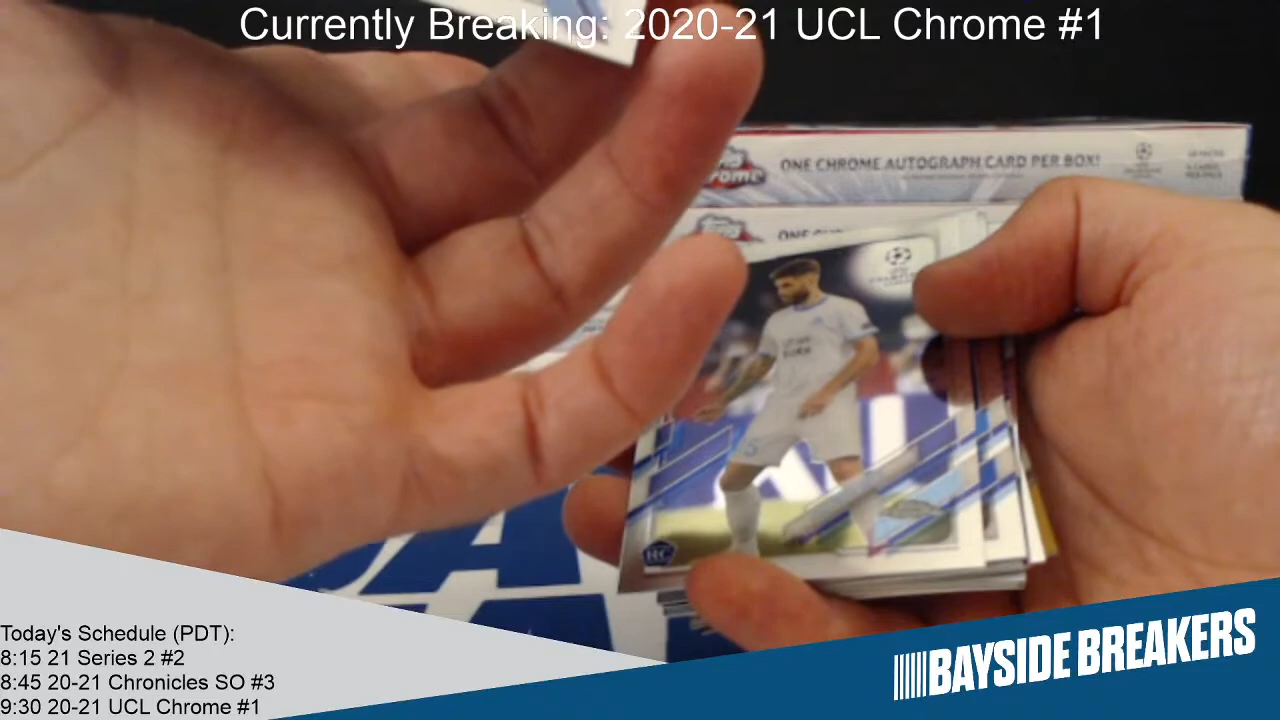 Currently Breaking: 2020-21 UCL Chrome #1
ONE CHROME AUTOGRAPH CARD PER BOX!
RC
Today's Schedule (PDT):
8:15 21 Series 2 #2
8:45 20-21 Chronicles SO #3
9:30 20-21 UCL Chrome #1
BAYSIDE BREAKERS